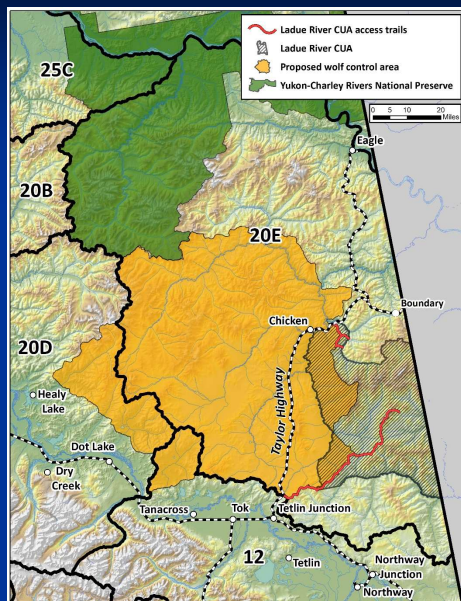 Ladue River CUA access trails
Ladue River CUA
Proposed wolf control area
Yukon-Charley Rivers National Preserve
0 5 10 20
Miles
25C
Eagle
20B
20E
Boundary
Chicken
20D
Taylor Highway
Healy
Lake
Dot Lake
Dry
Creek
Tanacross
Tok
Tetlin Junction
12
Tetlin
Northway
Junction
Northway